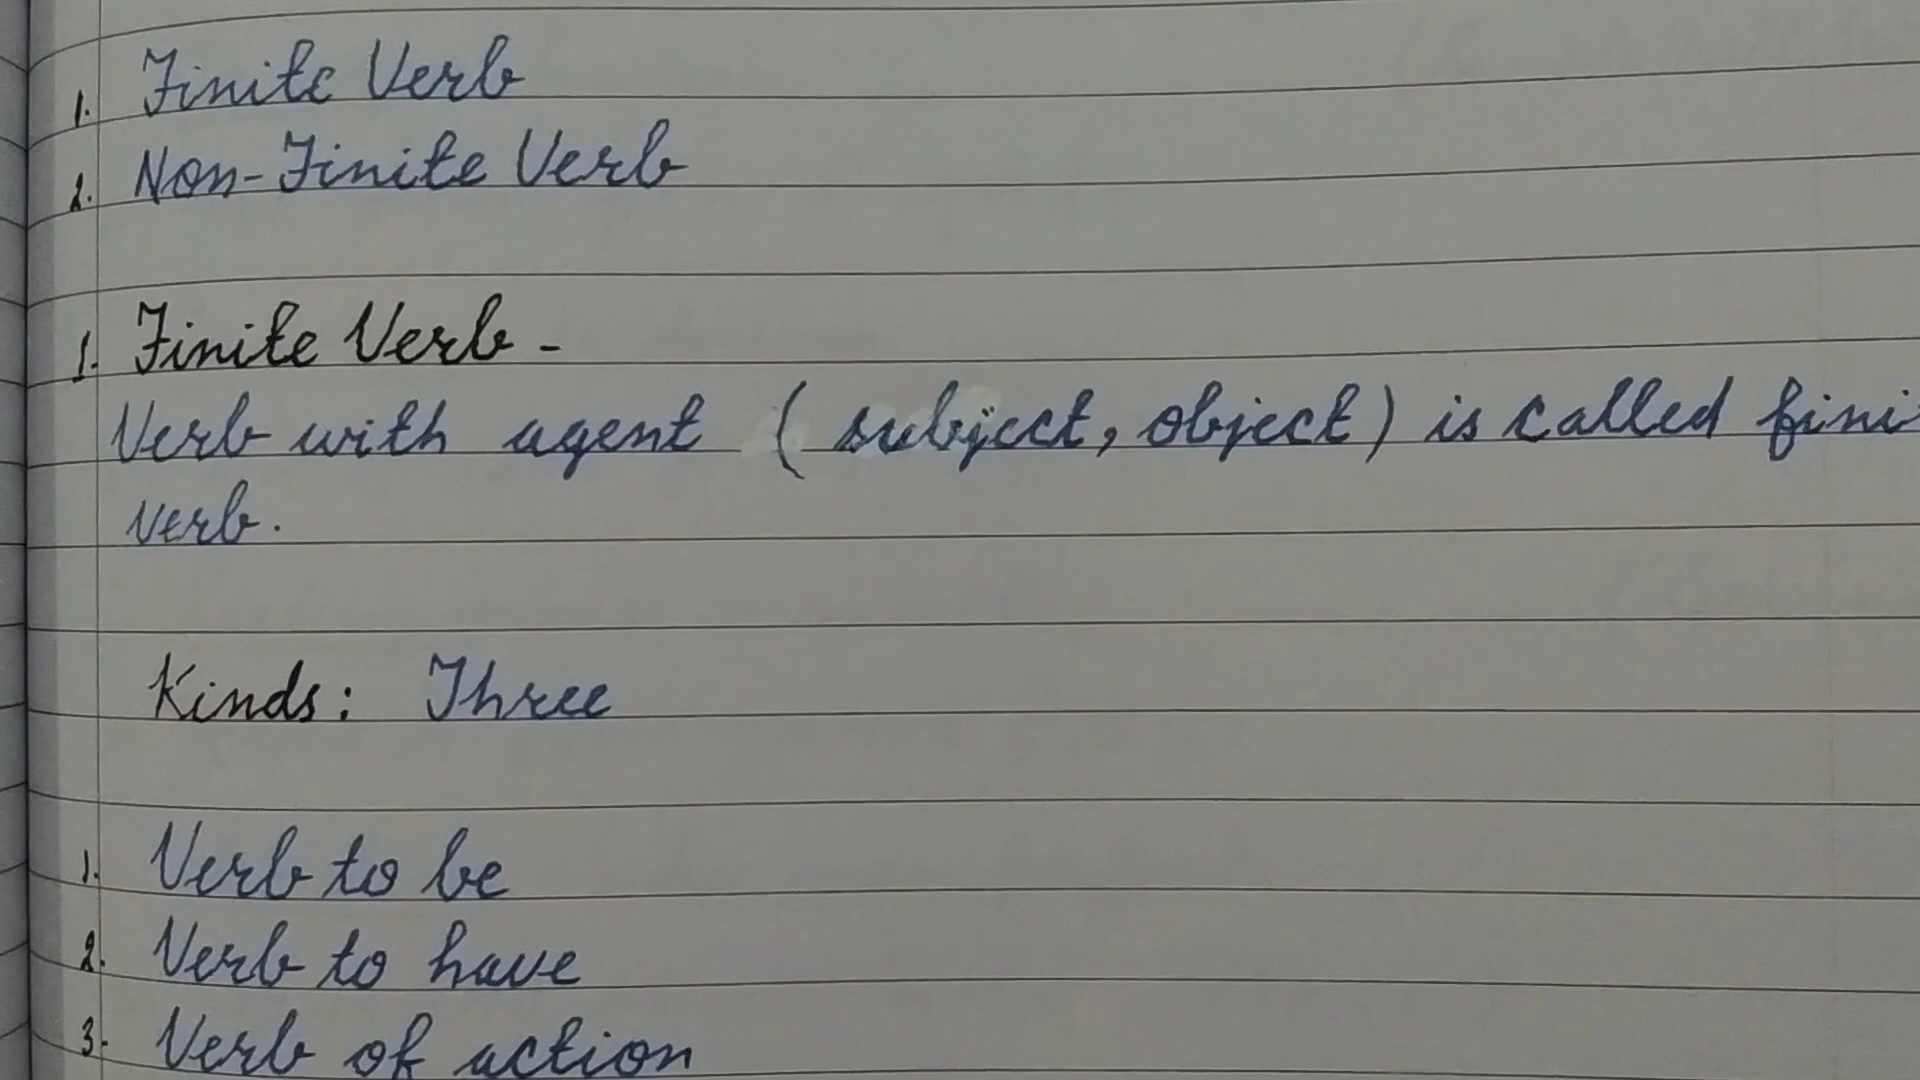 1. Finite Verb
2. Non-Finite Verb
1. Finite Verb -
Verb with agent ( subject, object ) is called fini
verb.
Kinds: Three
1. Verb to be
2. Verb to have
3. Verb of action